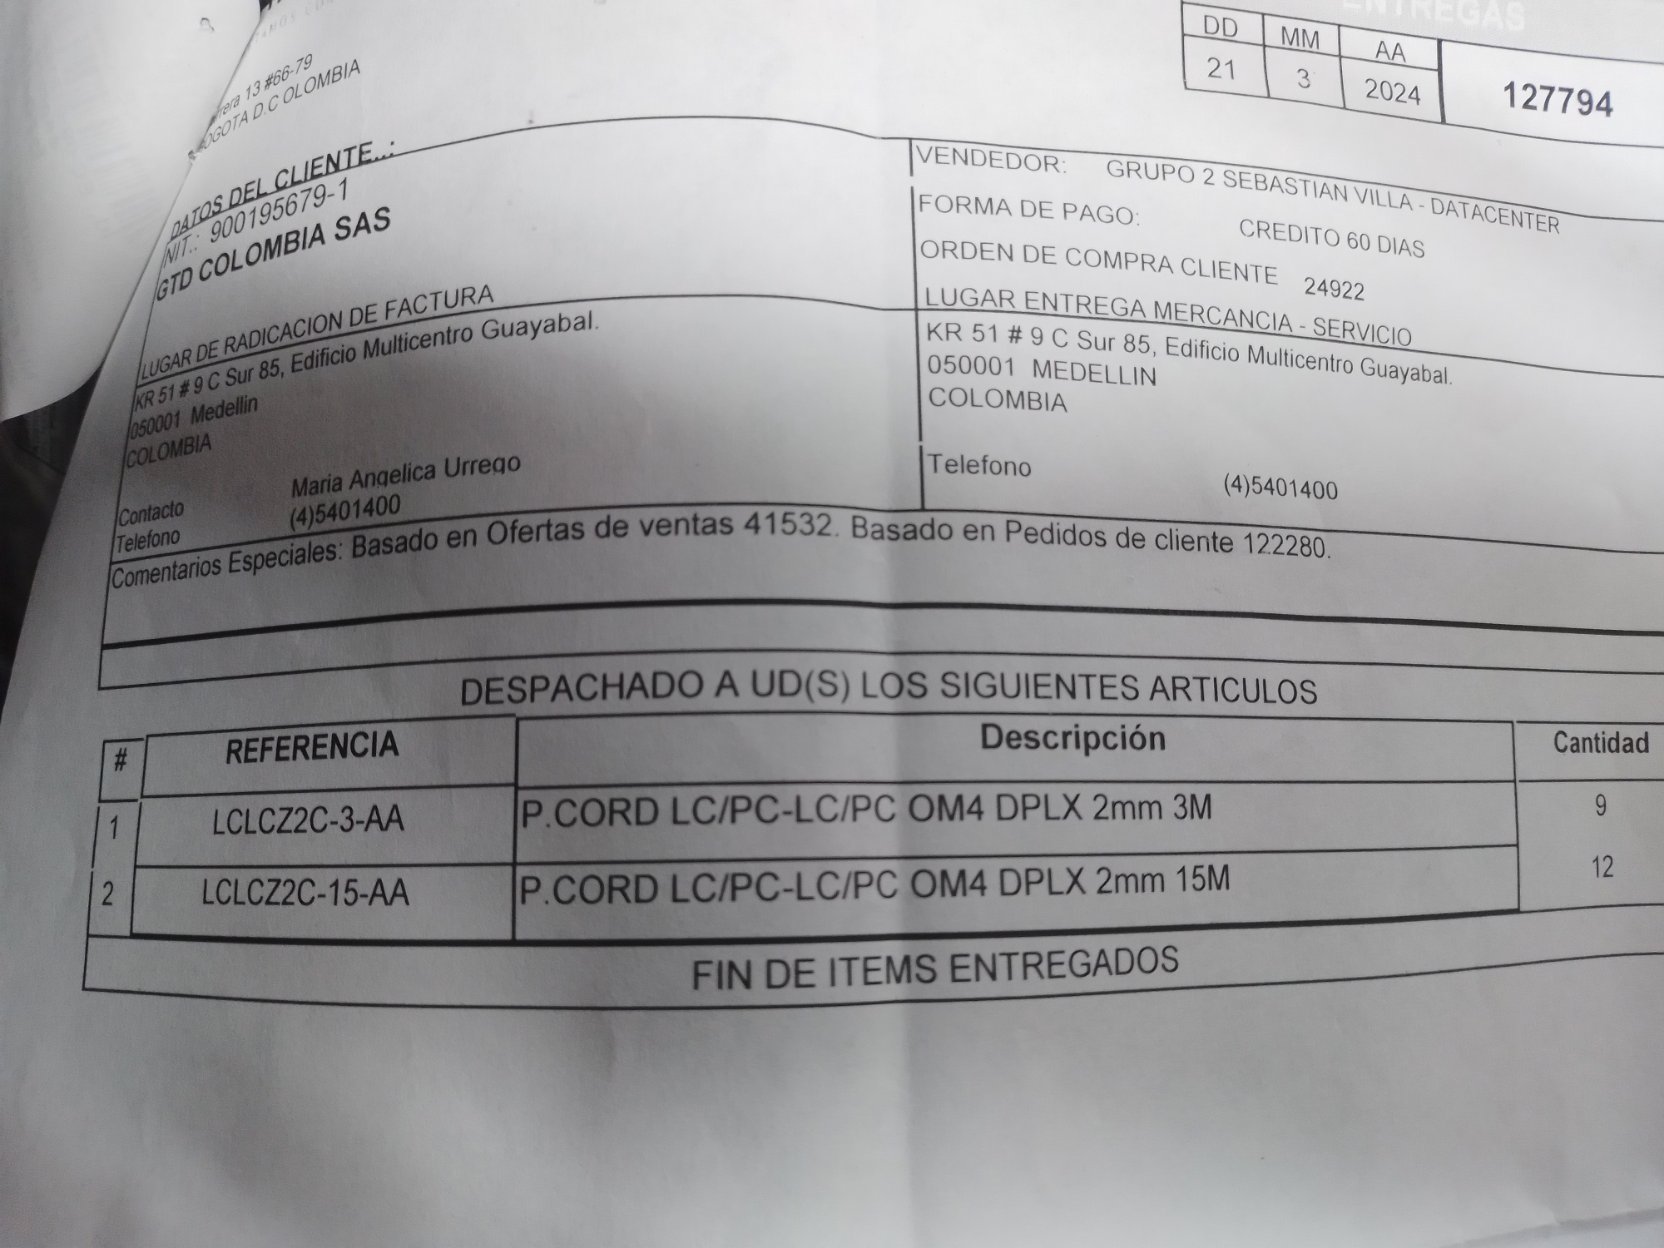 ENTREGAS
DD MM AA
21 3 2024 127794
#66-79
BOGOTA D.C OLOMBIA
DATOS DEL CLIENTE..:
NIT.: 900195679-1
GTD COLOMBIA SAS
LUGAR DE RADICACION DE FACTURA
KR 51 # 9 C Sur 85, Edificio Multicentro Guayabal.
050001 Medellin
COLOMBIA
Contacto Maria Angelica Urrego
Telefono (4)5401400
VENDEDOR: GRUPO 2 SEBASTIAN VILLA - DATACENTER
FORMA DE PAGO: CREDITO 60 DIAS
ORDEN DE COMPRA CLIENTE 24922
LUGAR ENTREGA MERCANCIA - SERVICIO
KR 51 # 9 C Sur 85, Edificio Multicentro Guayabal.
050001 MEDELLIN
COLOMBIA
Telefono (4)5401400
Comentarios Especiales: Basado en Ofertas de ventas 41532. Basado en Pedidos de cliente 122280.
DESPACHADO A UD(S) LOS SIGUIENTES ARTICULOS
# REFERENCIA Descripción Cantidad
1 LCLCZ2C-3-AA P.CORD LC/PC-LC/PC OM4 DPLX 2mm 3M 9
2 LCLCZ2C-15-AA P.CORD LC/PC-LC/PC OM4 DPLX 2mm 15M 12
FIN DE ITEMS ENTREGADOS